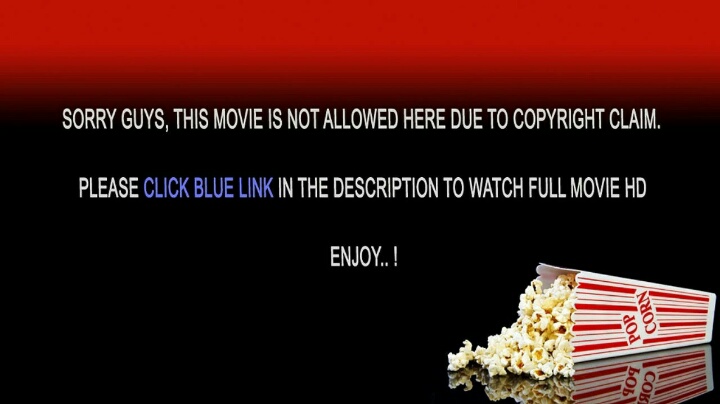 SORRY GUYS, THIS MOVIE IS NOT ALLOWED HERE DUE TO COPYRIGHT CLAIM.
PLEASE CLICK BLUE LINK IN THE DESCRIPTION TO WATCH FULL MOVIE HD
ENJOY.. !
POP
CORN